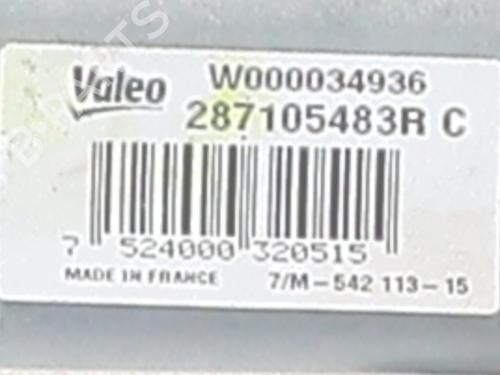 Valeo
W000034936
287105483R C
7 524000 320515
MADE IN FRANCE 7/M-542 113-15